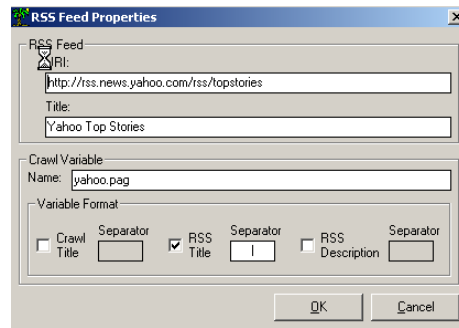 RSS Feed Properties
RSS Feed
URI:
http://rss.news.yahoo.com/rss/topstories
Title:
Yahoo Top Stories
Crawl Variable
Name: yahoo.pag
Variable Format
Crawl Title Separator RSS Title Separator | RSS Description Separator
OK Cancel